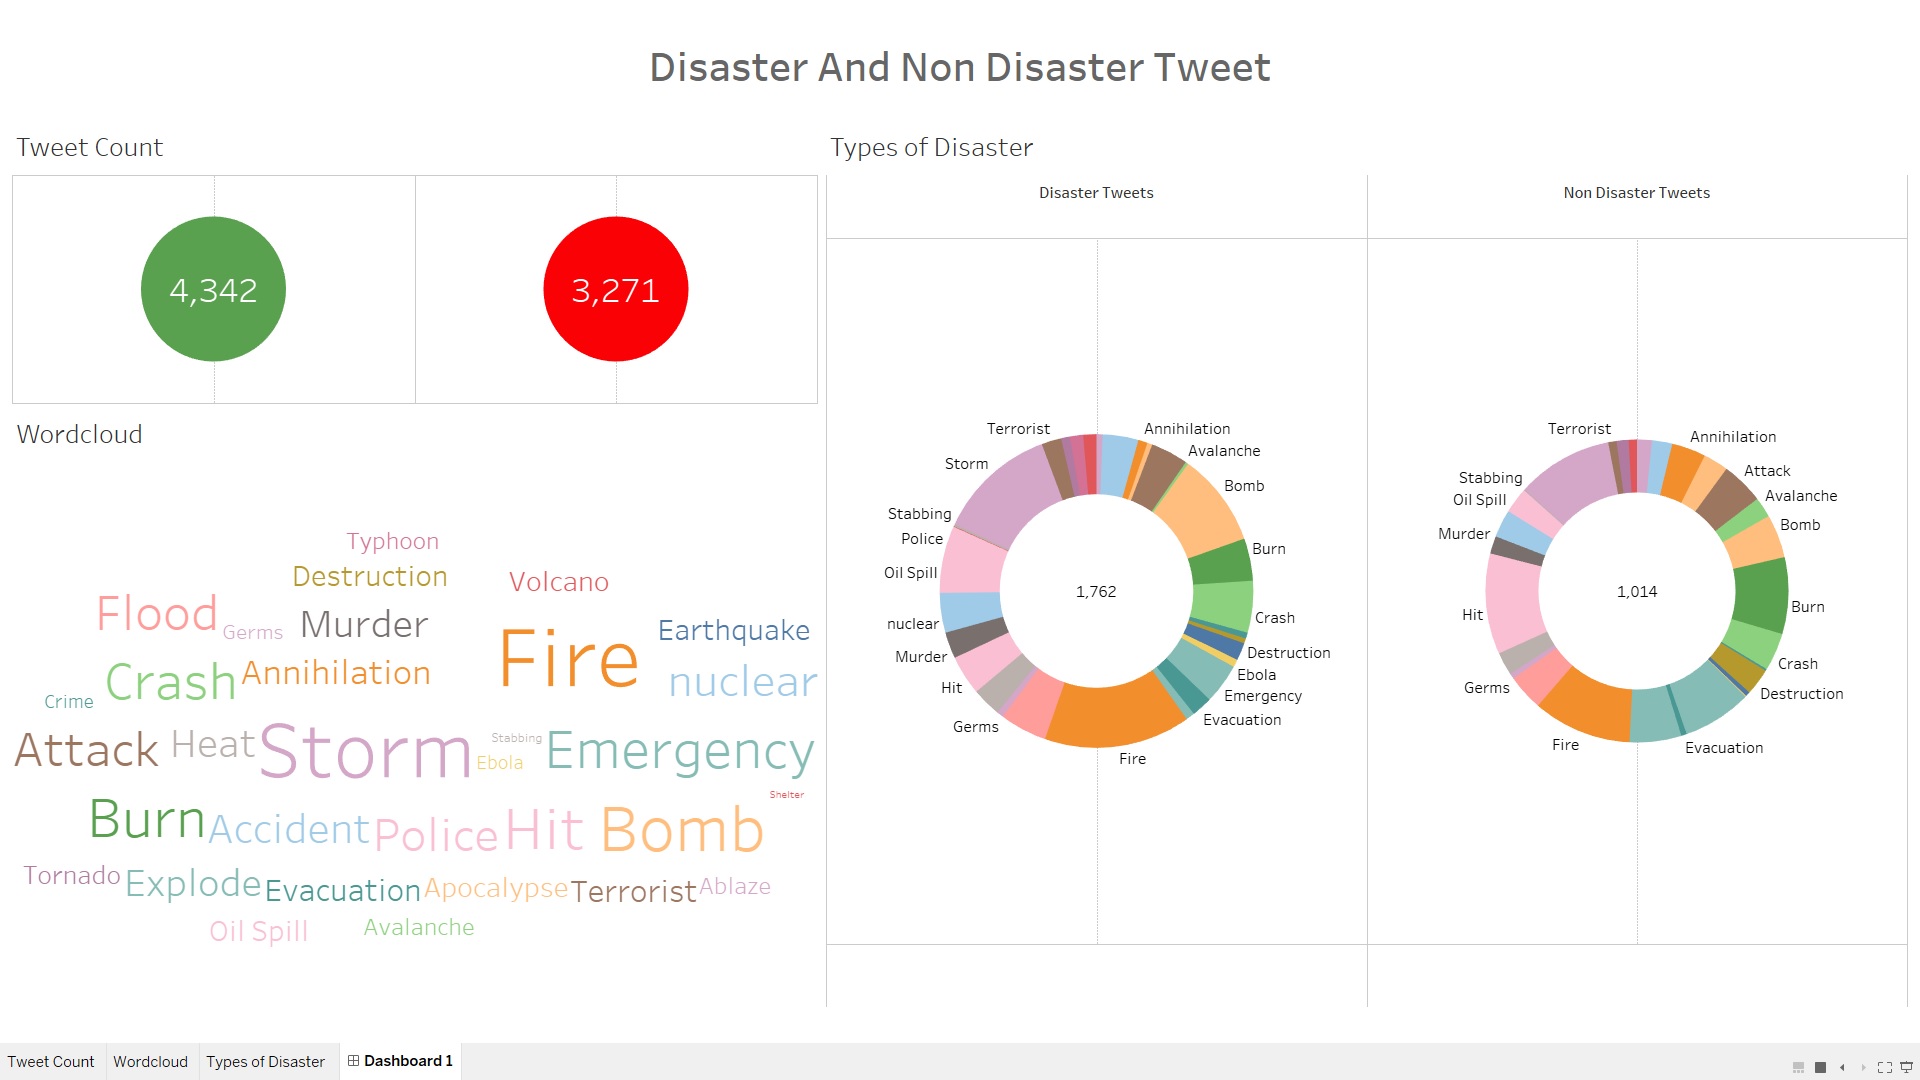 Disaster And Non Disaster Tweet
Tweet Count
4,342
3,271
Wordcloud
Typhoon
Destruction
Volcano
Flood
Germs
Murder
Earthquake
Fire
Crash
Annihilation
nuclear
Crime
Attack
Heat
Storm
Stabbing
Ebola
Emergency
Shelter
Burn
Accident
Police
Hit
Bomb
Tornado
Explode
Evacuation
Apocalypse
Terrorist
Ablaze
Oil Spill
Avalanche
Types of Disaster
Disaster Tweets
Terrorist
Annihilation
Avalanche
Storm
Bomb
Stabbing
Police
Burn
Oil Spill
1,762
Crash
nuclear
Destruction
Murder
Ebola
Hit
Emergency
Evacuation
Germs
Fire
Non Disaster Tweets
Terrorist
Annihilation
Attack
Stabbing
Avalanche
Oil Spill
Bomb
Murder
1,014
Burn
Hit
Crash
Germs
Destruction
Fire
Evacuation
Tweet Count
Wordcloud
Types of Disaster
Dashboard 1